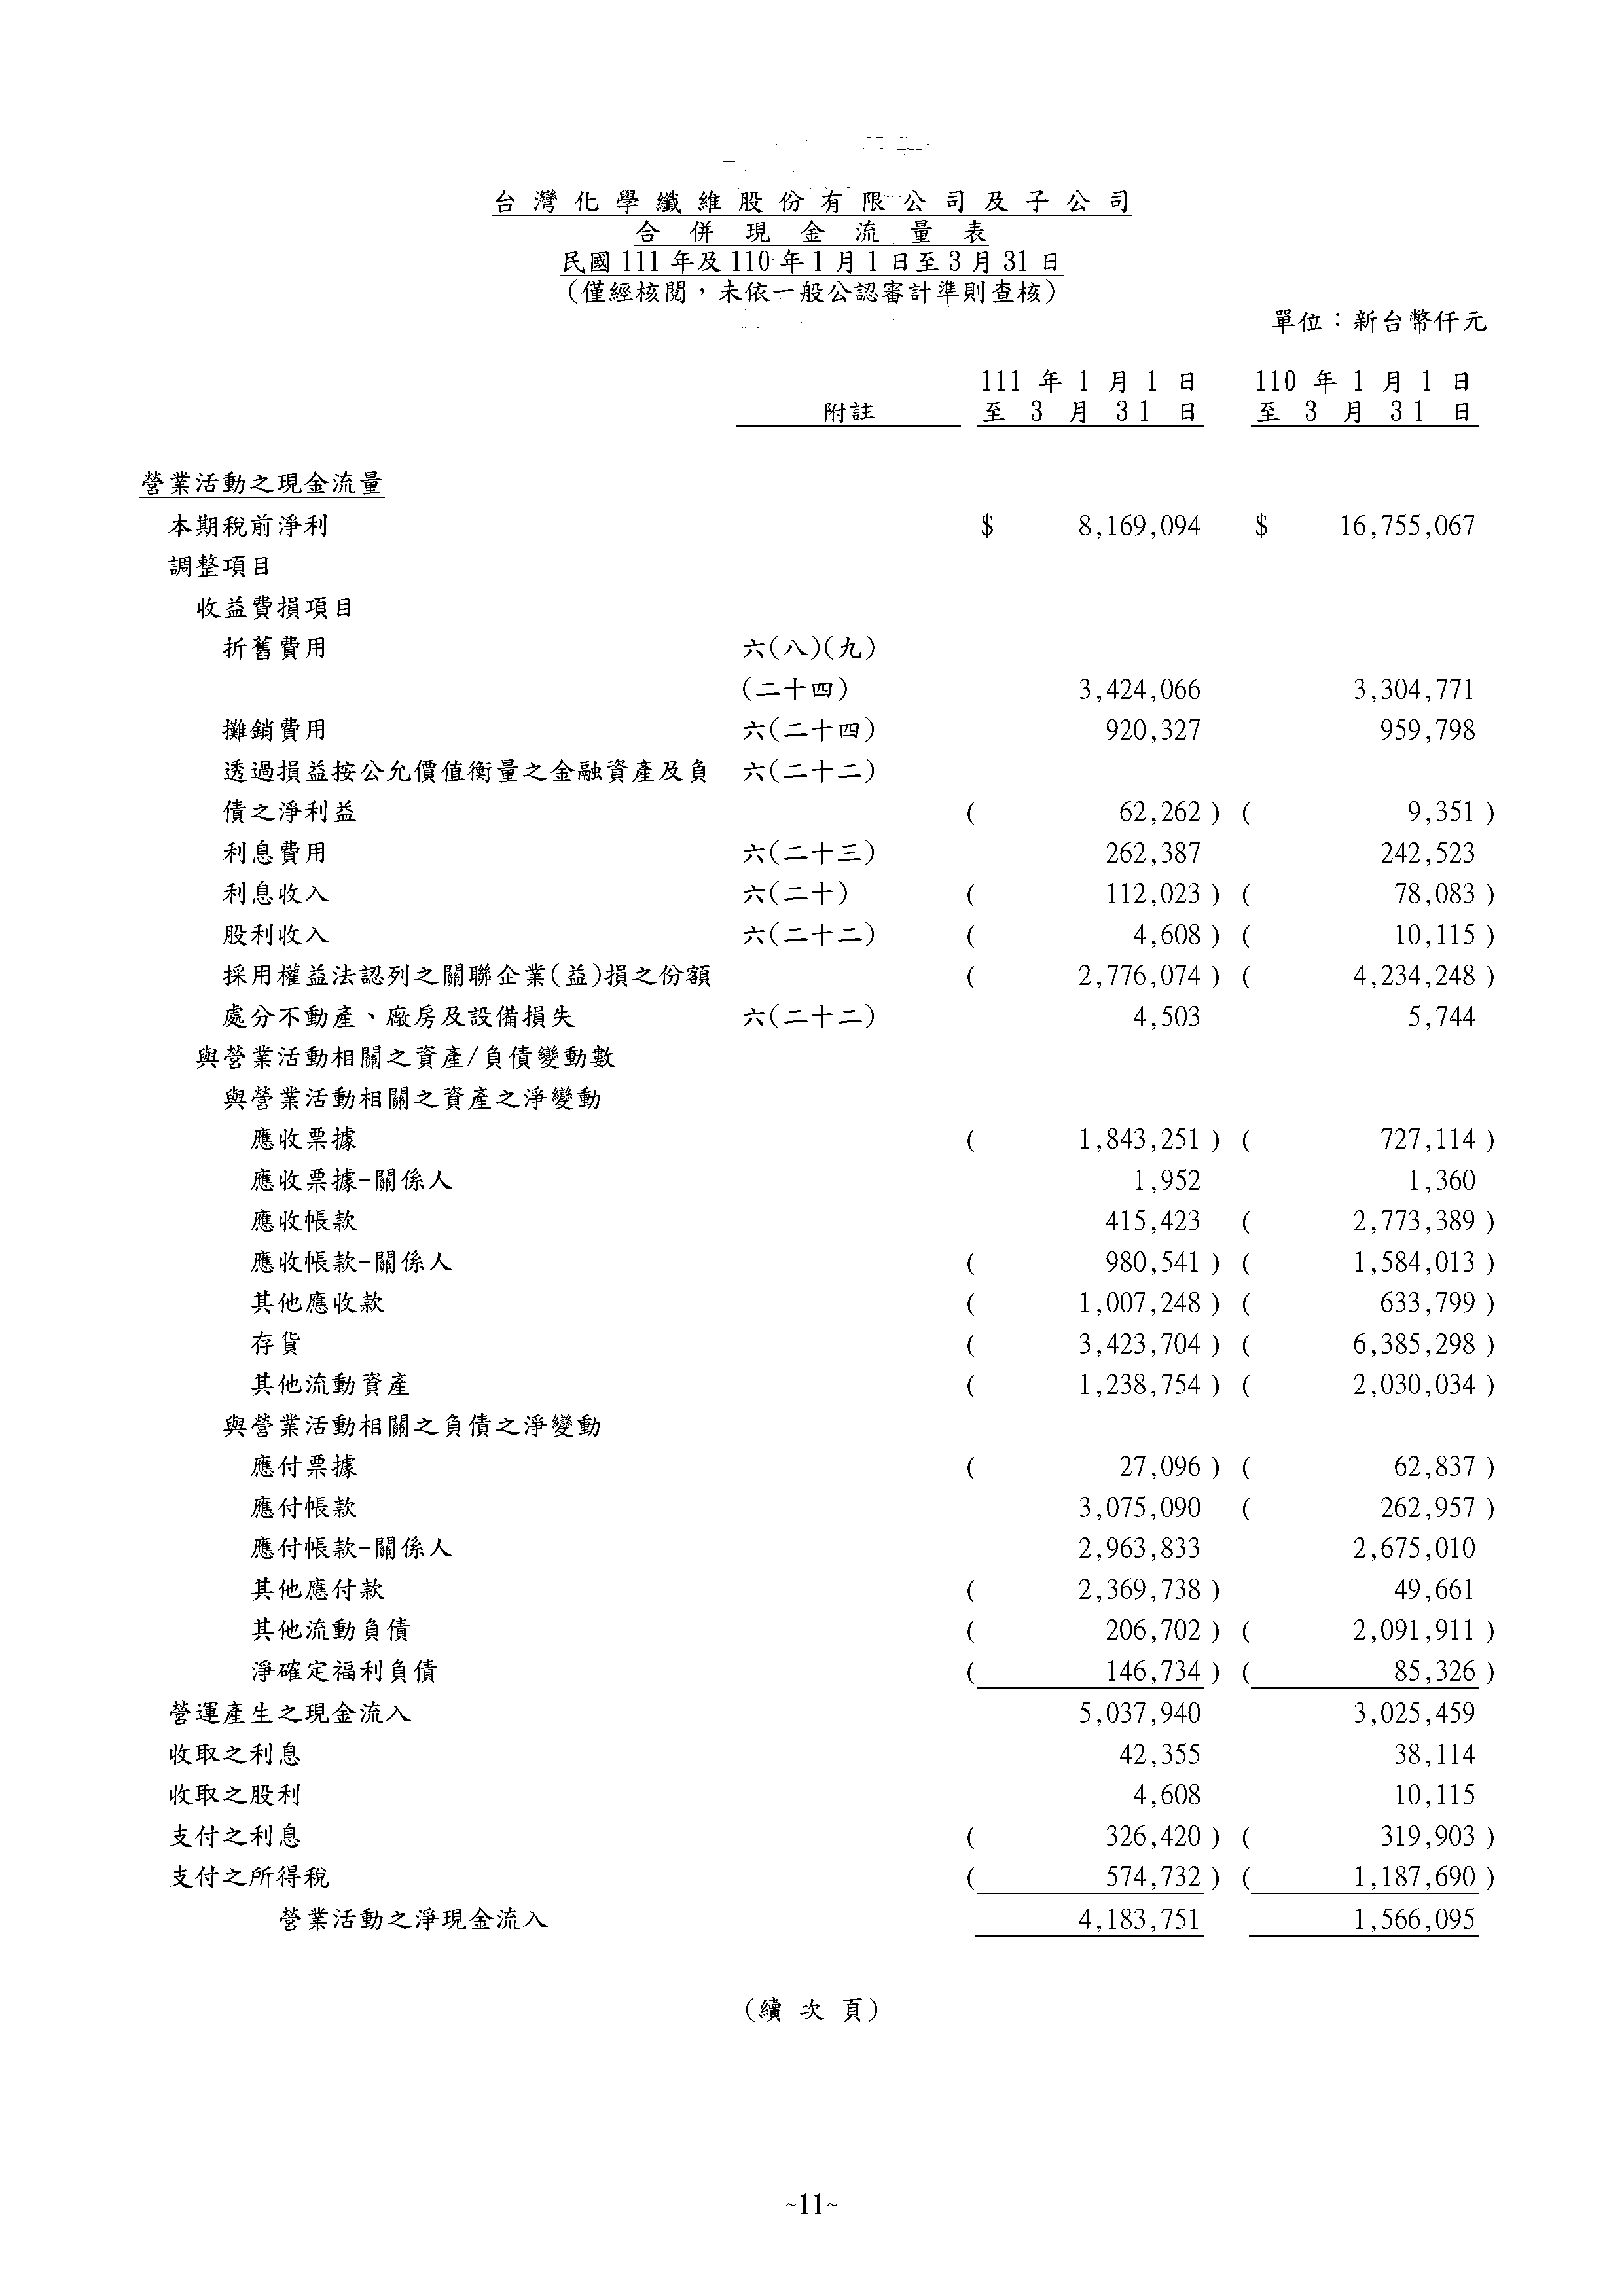 台灣化學纖維股份有限公司及子公司
合併現金流量表
民國 111 年及 110 年 1 月 1 日至 3 月 31 日
(僅經核閱，未依一般公認審計準則查核)
單位：新台幣仟元
111 年 1 月 1 日 110 年 1 月 1 日
附註 至 3 月 31 日 至 3 月 31 日
營業活動之現金流量
本期稅前淨利 $ 8,169,094 $ 16,755,067
調整項目
收益費損項目
折舊費用 六(八)(九)
(二十四) 3,424,066 3,304,771
攤銷費用 六(二十四) 920,327 959,798
透過損益按公允價值衡量之金融資產及負 六(二十二)
債之淨利益 ( 62,262 ) ( 9,351 )
利息費用 六(二十三) 262,387 242,523
利息收入 六(二十) ( 112,023 ) ( 78,083 )
股利收入 六(二十二) ( 4,608 ) ( 10,115 )
採用權益法認列之關聯企業(益)損之份額 ( 2,776,074 ) ( 4,234,248 )
處分不動產、廠房及設備損失 六(二十二) 4,503 5,744
與營業活動相關之資產/負債變動數
與營業活動相關之資產之淨變動
應收票據 ( 1,843,251 ) ( 727,114 )
應收票據-關係人 1,952 1,360
應收帳款 415,423 ( 2,773,389 )
應收帳款-關係人 ( 980,541 ) ( 1,584,013 )
其他應收款 ( 1,007,248 ) ( 633,799 )
存貨 ( 3,423,704 ) ( 6,385,298 )
其他流動資產 ( 1,238,754 ) ( 2,030,034 )
與營業活動相關之負債之淨變動
應付票據 ( 27,096 ) ( 62,837 )
應付帳款 3,075,090 ( 262,957 )
應付帳款-關係人 2,963,833 2,675,010
其他應付款 ( 2,369,738 ) 49,661
其他流動負債 ( 206,702 ) ( 2,091,911 )
淨確定福利負債 ( 146,734 ) ( 85,326 )
營運產生之現金流入 5,037,940 3,025,459
收取之利息 42,355 38,114
收取之股利 4,608 10,115
支付之利息 ( 326,420 ) ( 319,903 )
支付之所得稅 ( 574,732 ) ( 1,187,690 )
營業活動之淨現金流入 4,183,751 1,566,095
(續次頁)
~11~